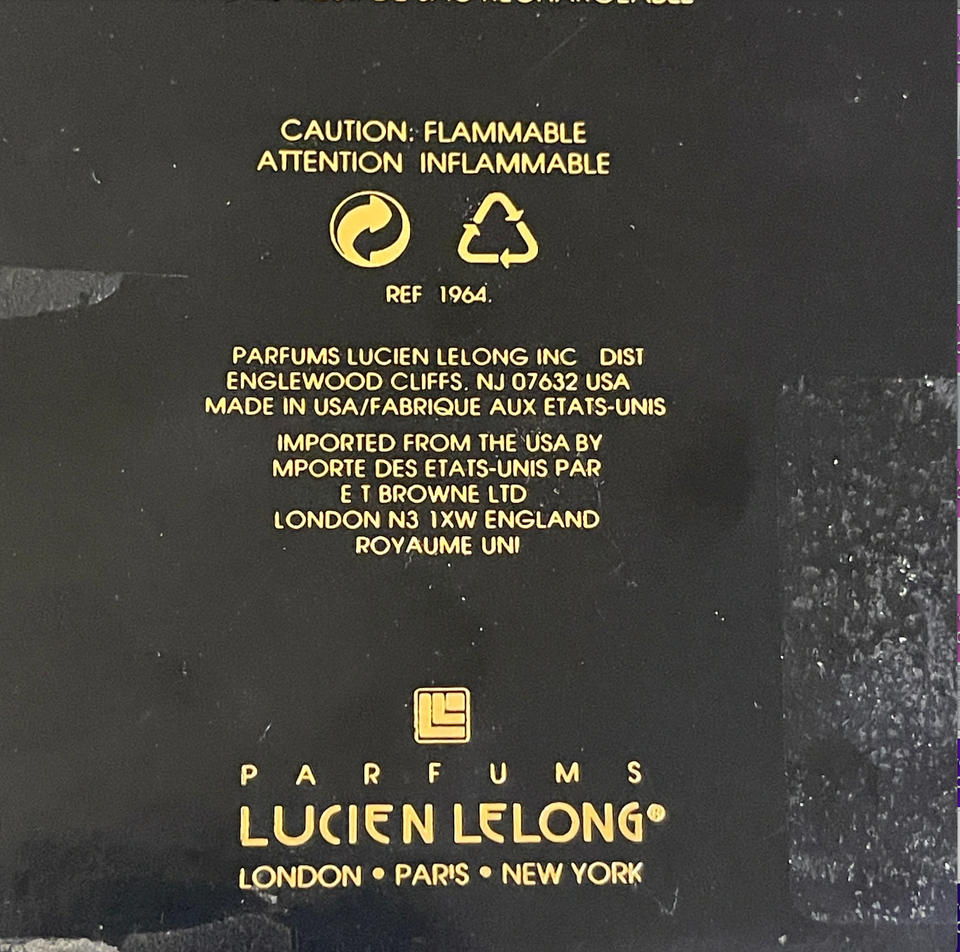 RECHARGEABLE
CAUTION: FLAMMABLE
ATTENTION INFLAMMABLE
REF 1964.
PARFUMS LUCIEN LELONG INC DIST
ENGLEWOOD CLIFFS. NJ 07632 USA
MADE IN USA/FABRIQUE AUX ETATS-UNIS
IMPORTED FROM THE USA BY
MPORTE DES ETATS-UNIS PAR
E T BROWNE LTD
LONDON N3 1XW ENGLAND
ROYAUME UNI
PARFUMS
LUCIEN LELONG®
LONDON • PARIS • NEW YORK